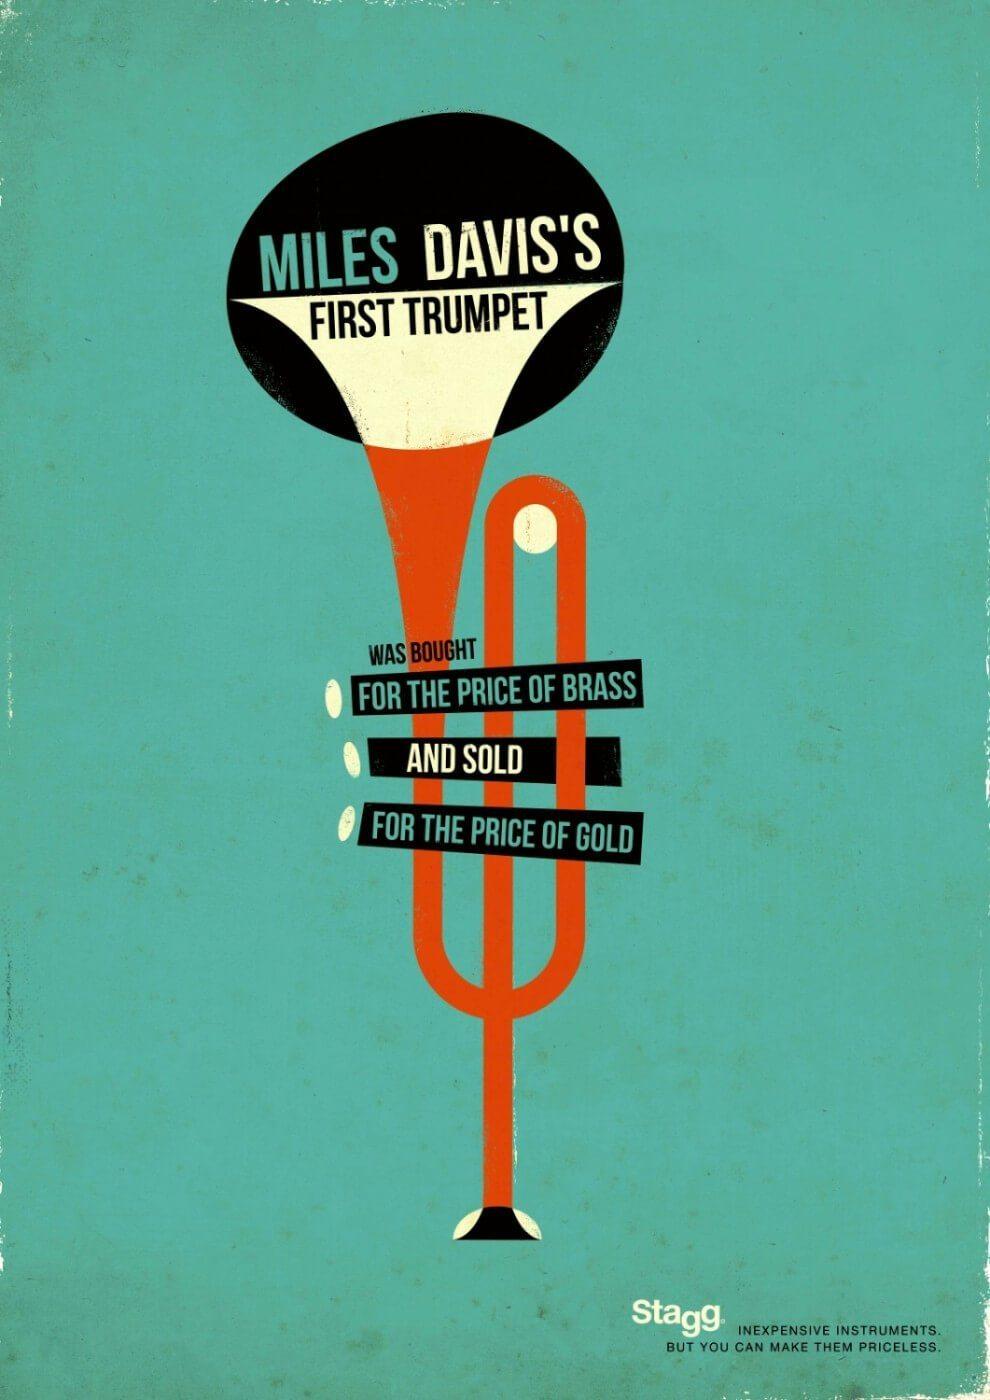 MILES DAVIS'S
FIRST TRUMPET
WAS BOUGHT
FOR THE PRICE OF BRASS
AND SOLD
FOR THE PRICE OF GOLD
Stagg®
INEXPENSIVE INSTRUMENTS.
BUT YOU CAN MAKE THEM PRICELESS.